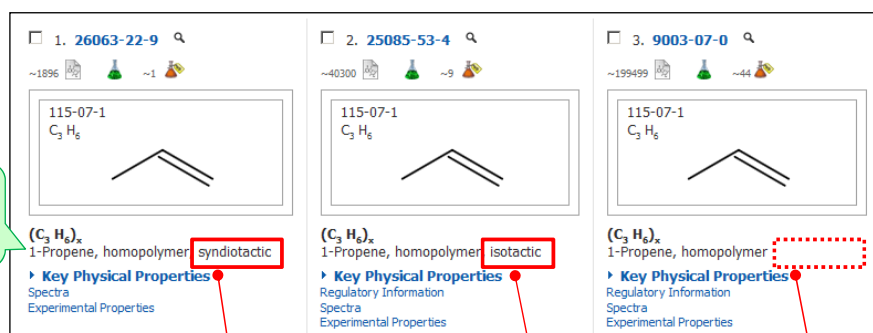 1. 26063-22-9
~1896 ~1
115-07-1
C3 H6
(C3 H6)x
1-Propene, homopolymer, syndiotactic
Key Physical Properties
Spectra
Experimental Properties
2. 25085-53-4
~40300 ~9
115-07-1
C3 H6
(C3 H6)x
1-Propene, homopolymer, isotactic
Key Physical Properties
Regulatory Information
Spectra
Experimental Properties
3. 9003-07-0
~199499 ~44
115-07-1
C3 H6
(C3 H6)x
1-Propene, homopolymer
Key Physical Properties
Regulatory Information
Spectra
Experimental Properties